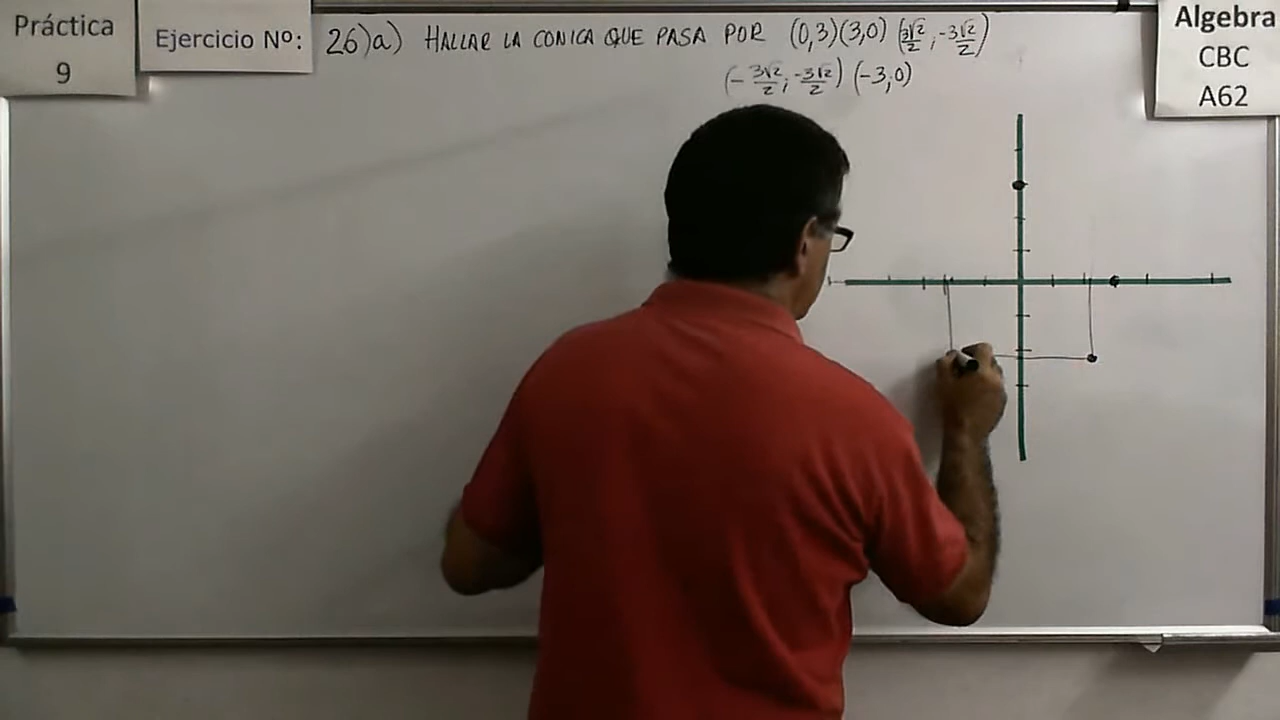 Práctica
9
Ejercicio Nº:
26)a) HALLAR LA CONICA QUE PASA POR (0,3)(3,0) (3√2/2 ; -3√2/2)
(-3√2/2 ; -3√2/2) (-3;0)
Algebra
CBC
A62